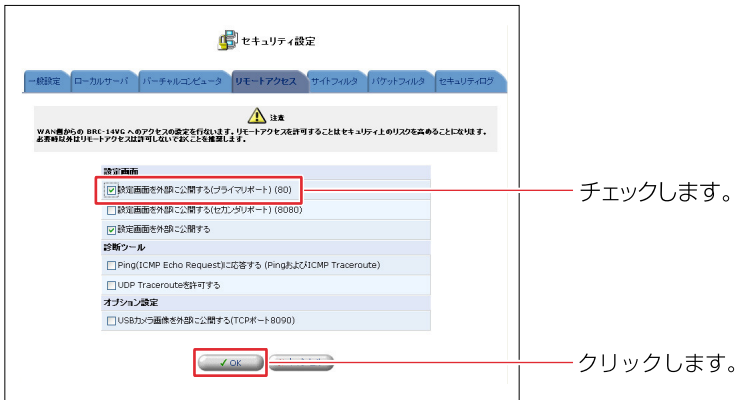 セキュリティ設定
一般設定 ローカルサーバ バーチャルコンピュータ リモートアクセス サイトフィルタ パケットフィルタ セキュリティログ
注意
WAN側からの BRC-14VG へのアクセスの設定を行ないます。リモートアクセスを許可することはセキュリティ上のリスクを高めることになります。
必要時以外はリモートアクセスは許可しないでおくことを推奨します。
設定画面
設定画面を外部に公開する(プライマリポート) (80)
チェックします。
設定画面を外部に公開する(セカンダリポート) (8080)
設定画面を外部に公開する
診断ツール
Ping(ICMP Echo Request)に応答する (PingおよびICMP Traceroute)
UDP Tracerouteを許可する
オプション設定
USBカメラ画像を外部に公開する(TCPポート8090)
OK
クリックします。